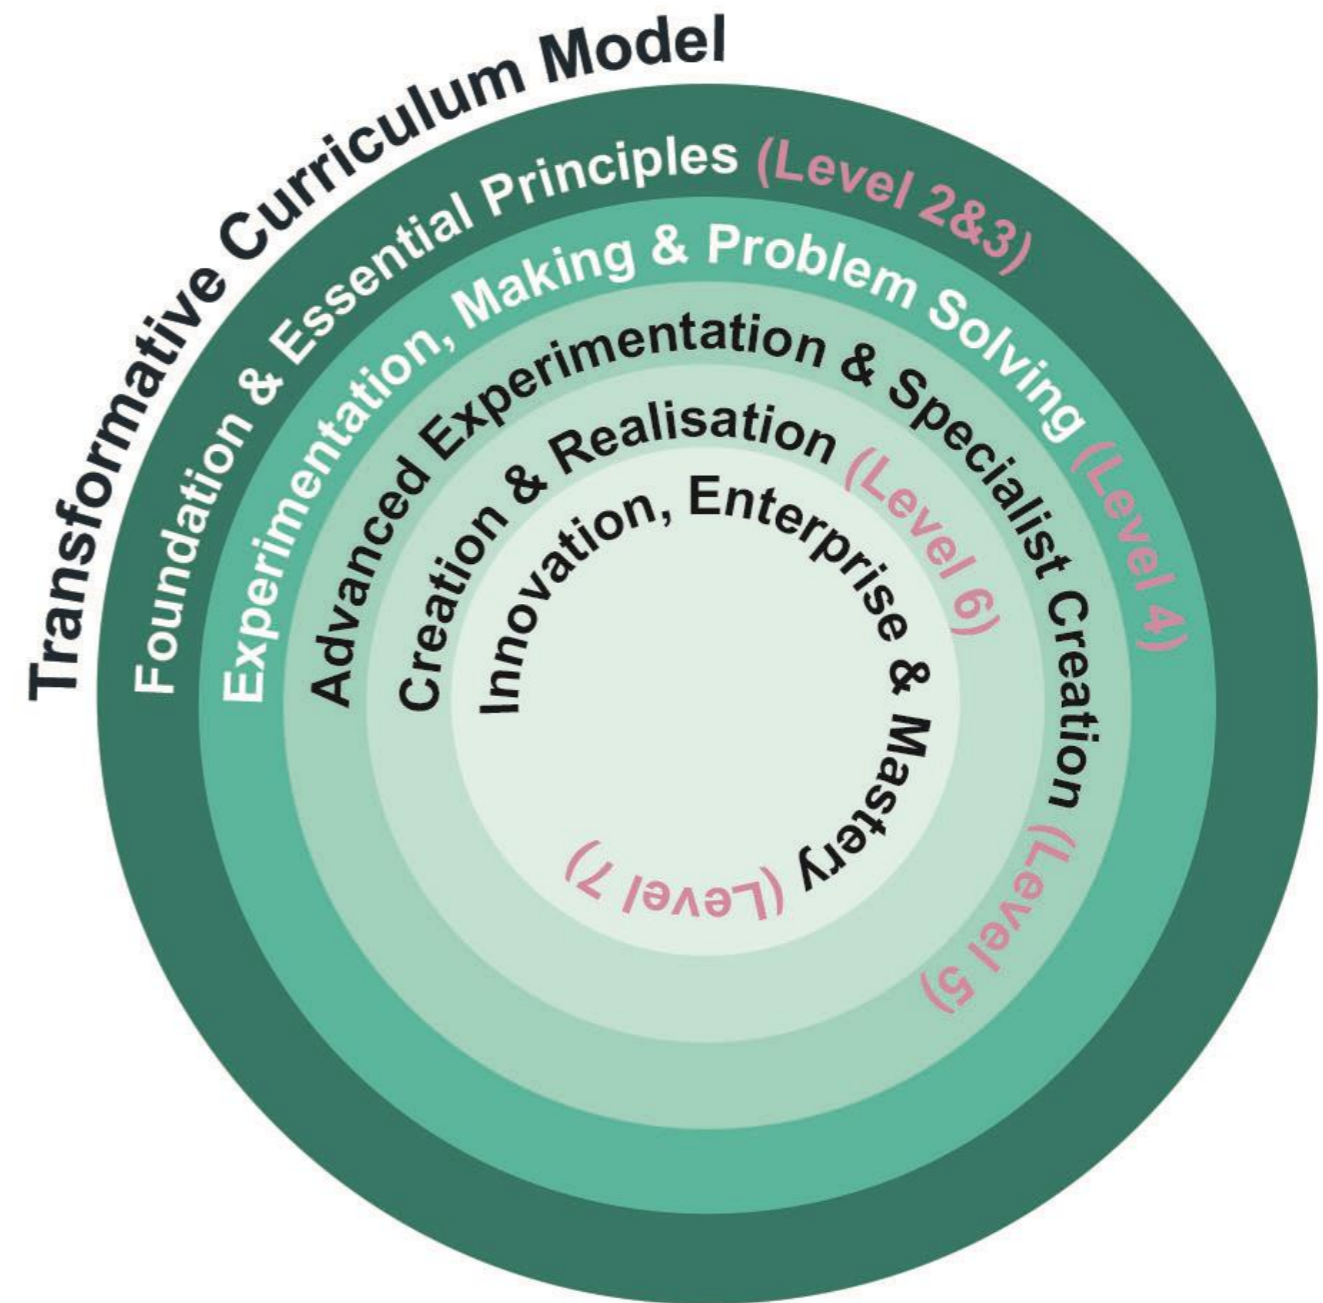 Transformative Curriculum Model
Foundation & Essential Principles (Level 2&3)
Experimentation, Making & Problem Solving (Level 4)
Advanced Experimentation & Specialist Creation (Level 5)
Creation & Realisation (Level 6)
Innovation, Enterprise & Mastery (Level 7)